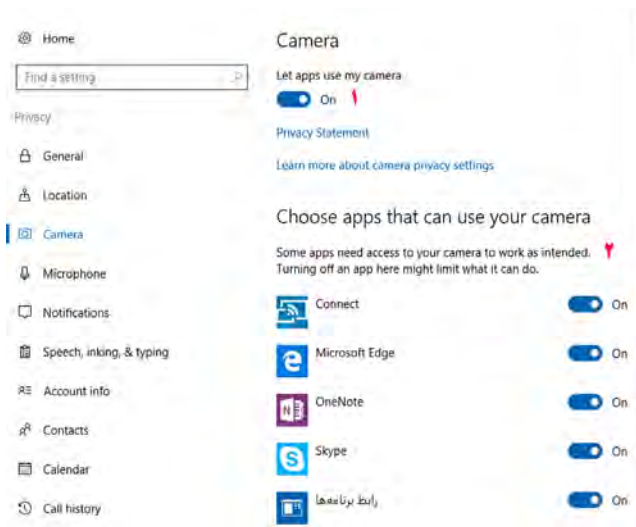 Home
Find a setting
Privacy
General
Location
Camera
Microphone
Notifications
Speech, inking, & typing
Account info
Contacts
Calendar
Call history
Camera
Let apps use my camera
On ۱
Privacy Statement
Learn more about camera privacy settings
Choose apps that can use your camera
Some apps need access to your camera to work as intended. ۲
Turning off an app here might limit what it can do.
Connect On
Microsoft Edge On
OneNote On
Skype On
رابط برنامه‌ها On